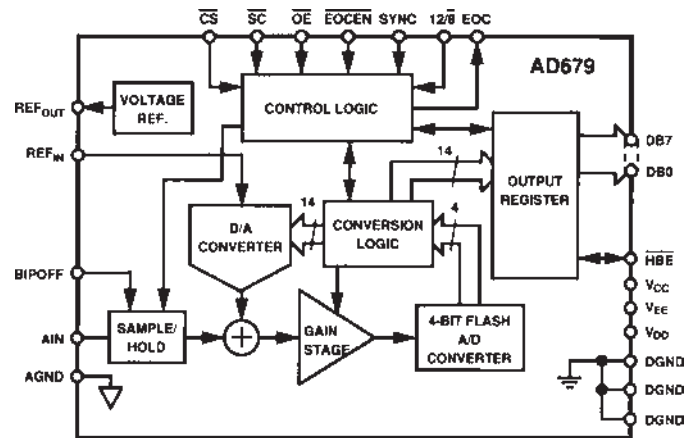 CS SC OE EOCEN SYNC 12/8 EOC
AD679
REFOUT
VOLTAGE
REF.
CONTROL LOGIC
REFIN
14
DB7
DB0
OUTPUT
REGISTER
14
4
D/A
CONVERTER
CONVERSION
LOGIC
HBE
BIPOFF
VCC
VEE
VDD
AIN
SAMPLE/
HOLD
+
GAIN
STAGE
4-BIT FLASH
A/D
CONVERTER
AGND
DGND
DGND
DGND